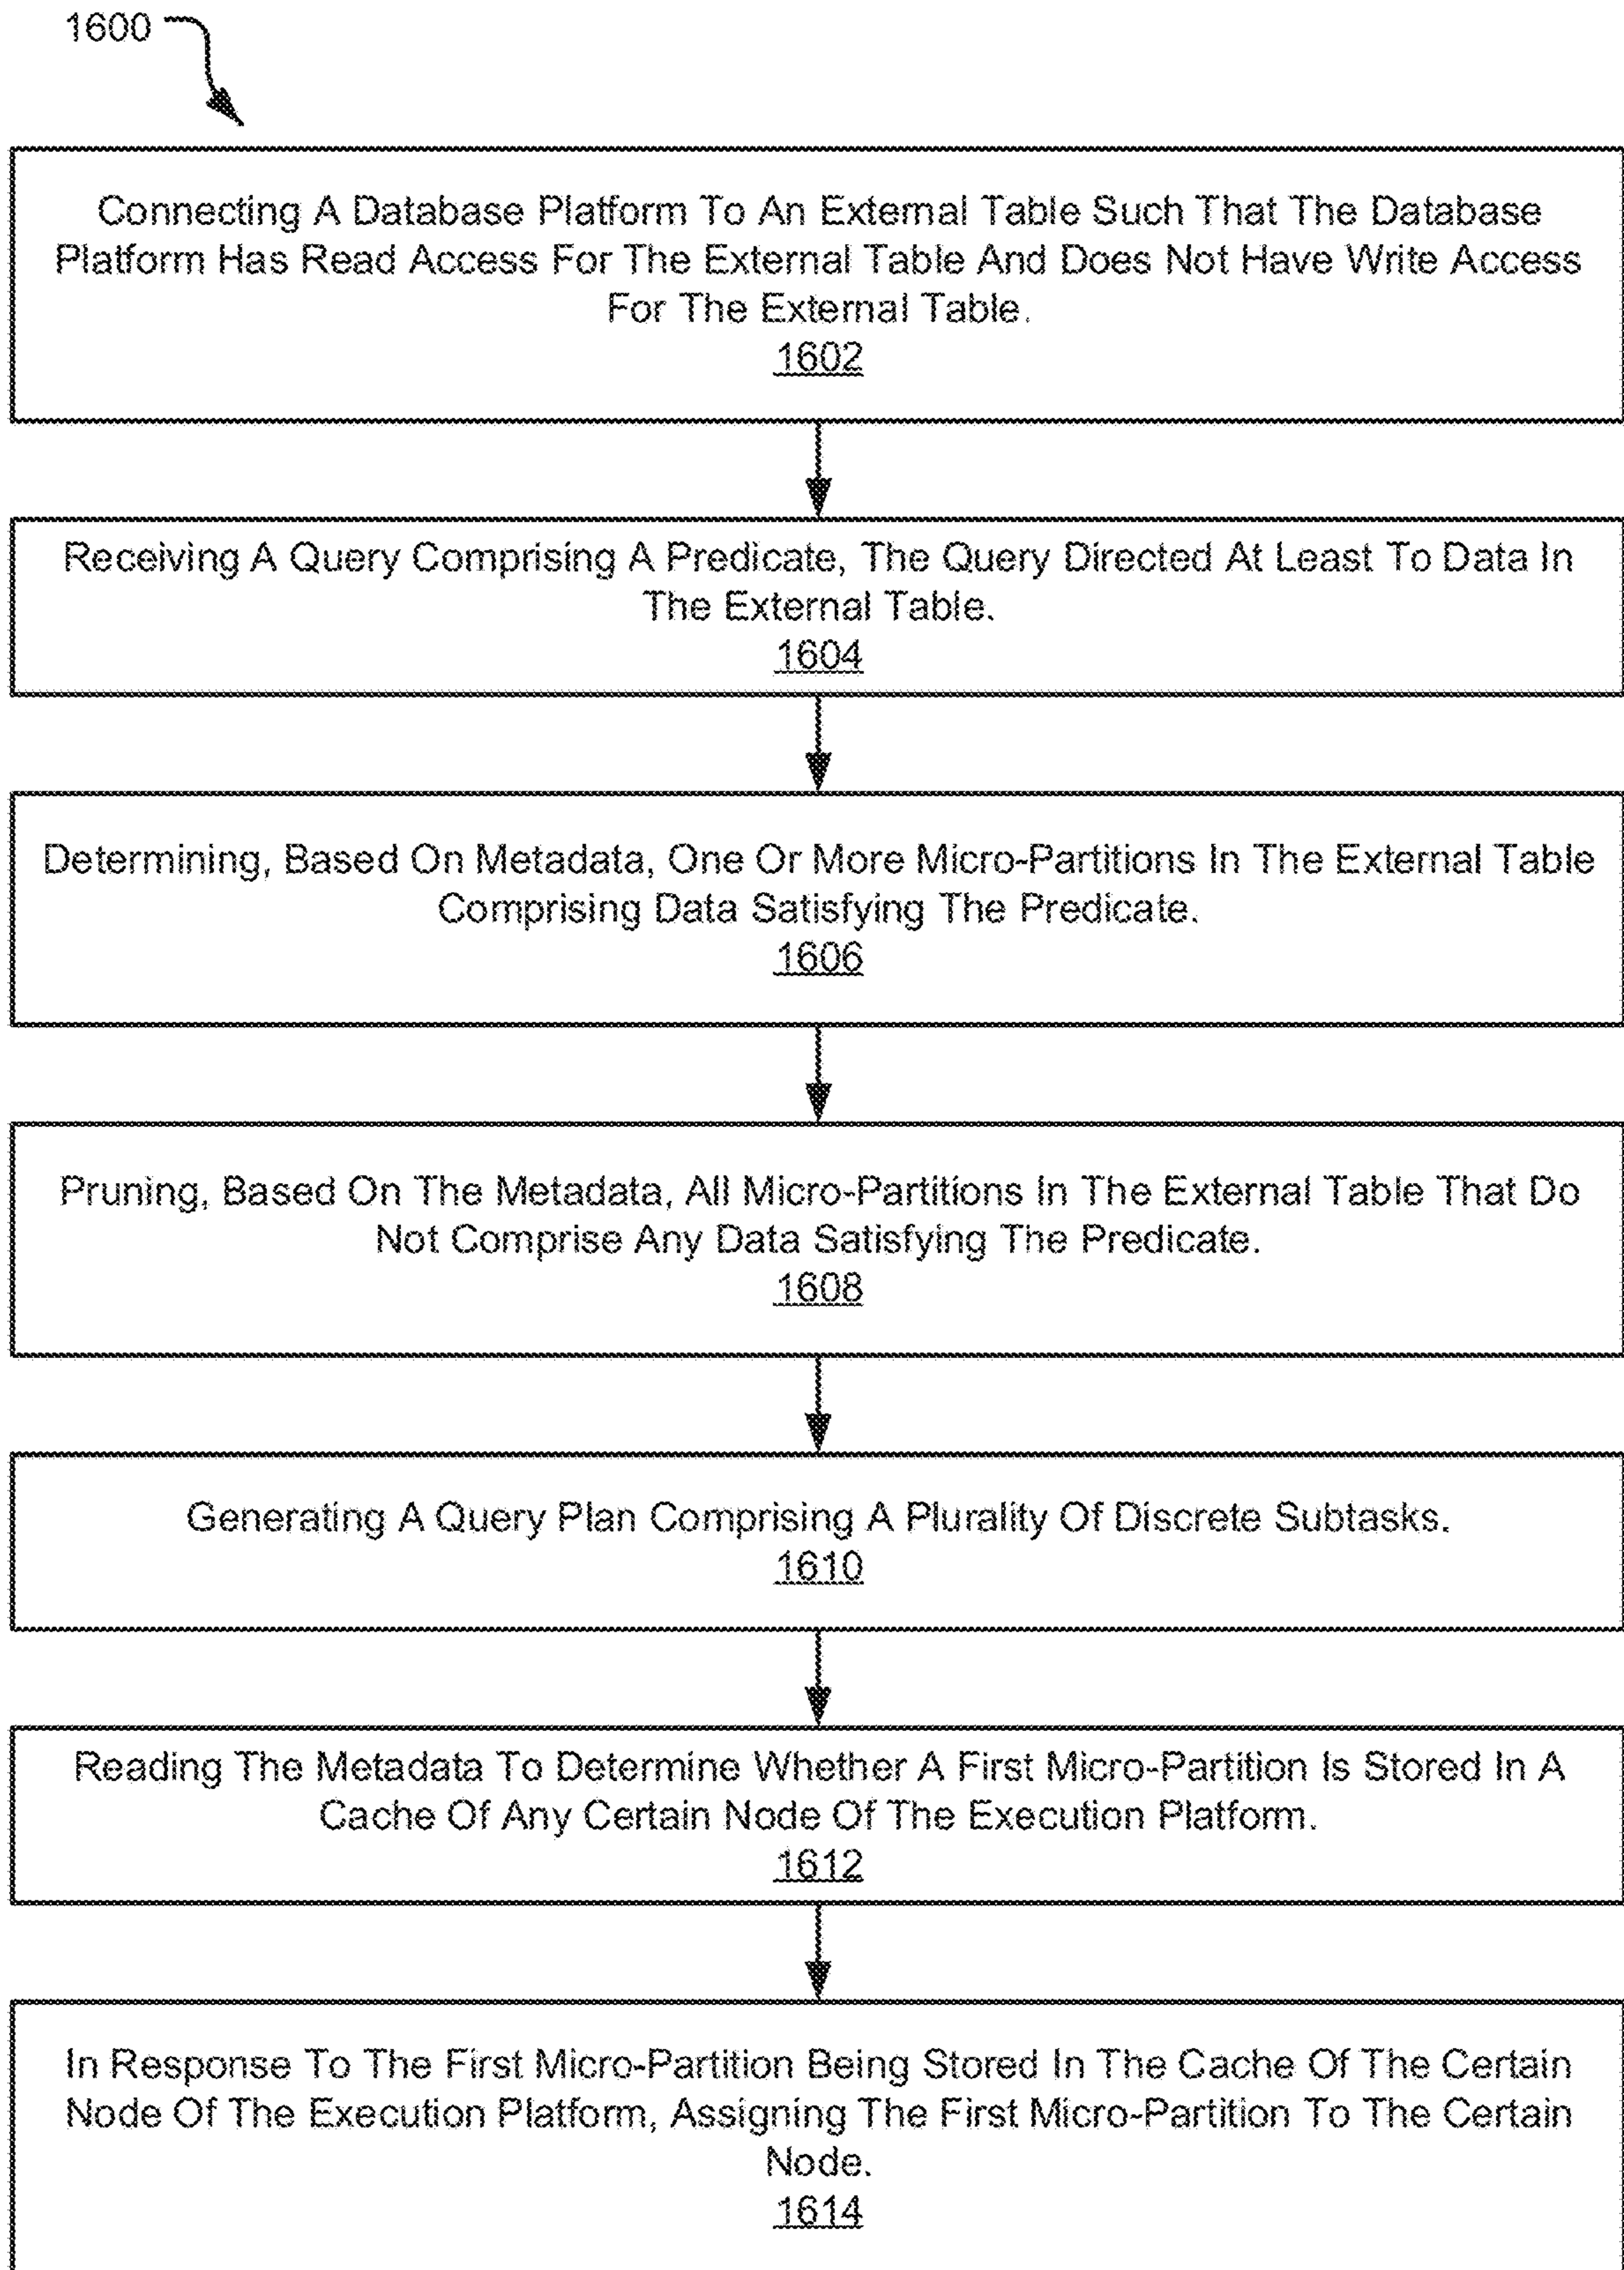 1600
Connecting A Database Platform To An External Table Such That The Database
Platform Has Read Access For The External Table And Does Not Have Write Access
For The External Table.
1602
Receiving A Query Comprising A Predicate, The Query Directed At Least To Data In
The External Table.
1604
Determining, Based On Metadata, One Or More Micro-Partitions In The External Table
Comprising Data Satisfying The Predicate.
1606
Pruning, Based On The Metadata, All Micro-Partitions In The External Table That Do
Not Comprise Any Data Satisfying The Predicate.
1608
Generating A Query Plan Comprising A Plurality Of Discrete Subtasks.
1610
Reading The Metadata To Determine Whether A First Micro-Partition Is Stored In A
Cache Of Any Certain Node Of The Execution Platform.
1612
In Response To The First Micro-Partition Being Stored In The Cache Of The Certain
Node Of The Execution Platform, Assigning The First Micro-Partition To The Certain
Node.
1614